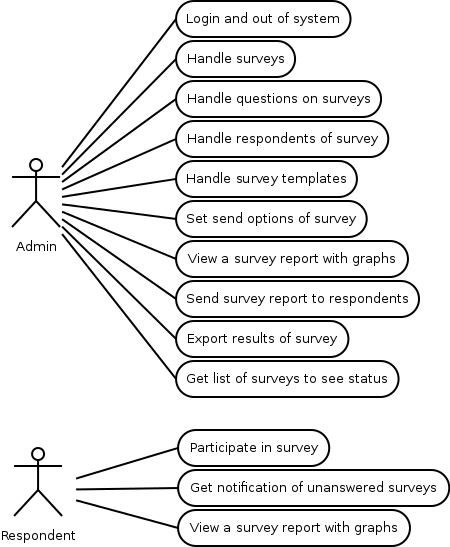 Login and out of system
Handle surveys
Handle questions on surveys
Handle respondents of survey
Handle survey templates
Set send options of survey
Admin
View a survey report with graphs
Send survey report to respondents
Export results of survey
Get list of surveys to see status
Participate in survey
Get notification of unanswered surveys
View a survey report with graphs
Respondent